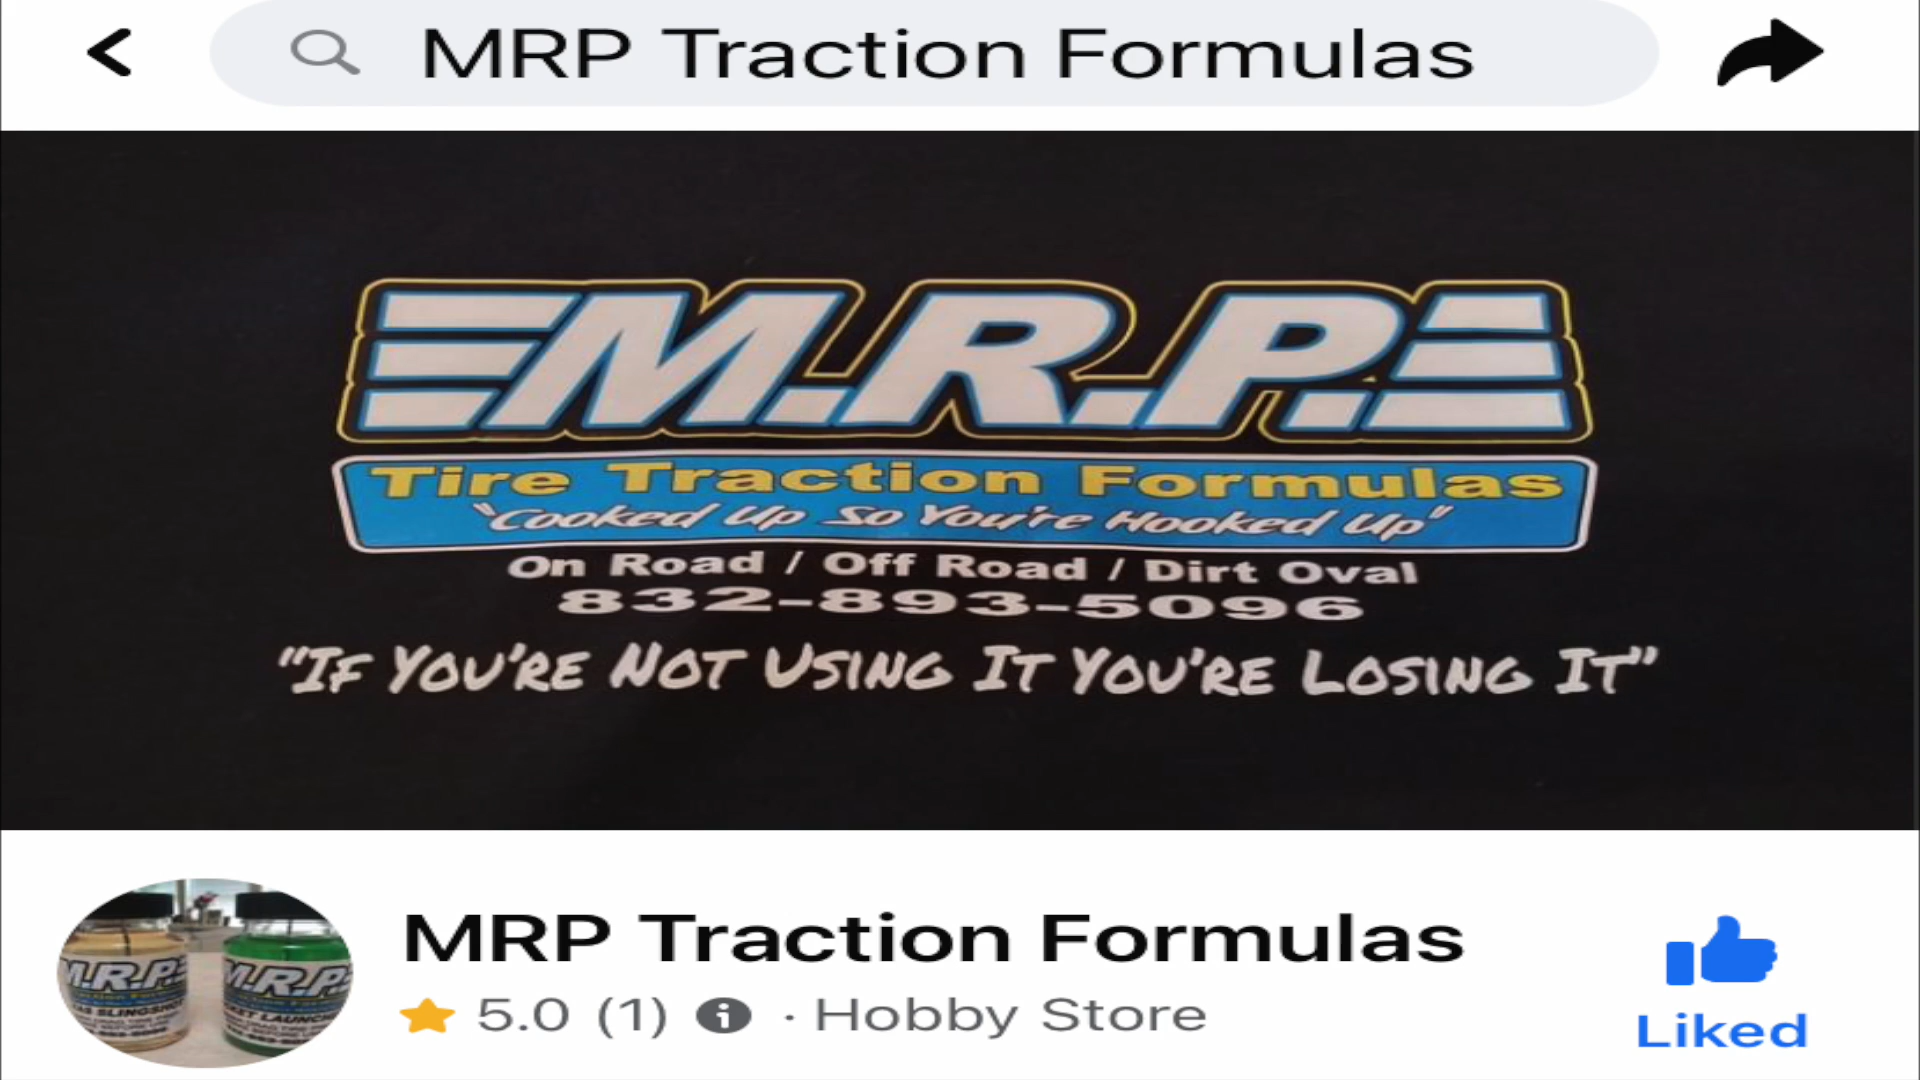 MRP Traction Formulas
M.R.P.
Tire Traction Formulas
"Cooked Up So You're Hooked Up"
On Road / Off Road / Dirt Oval
832-893-5096
"If You're Not Using It You're Losing It"
M.R.P.
M.R.P.
MRP Traction Formulas
5.0 (1) · Hobby Store
Liked